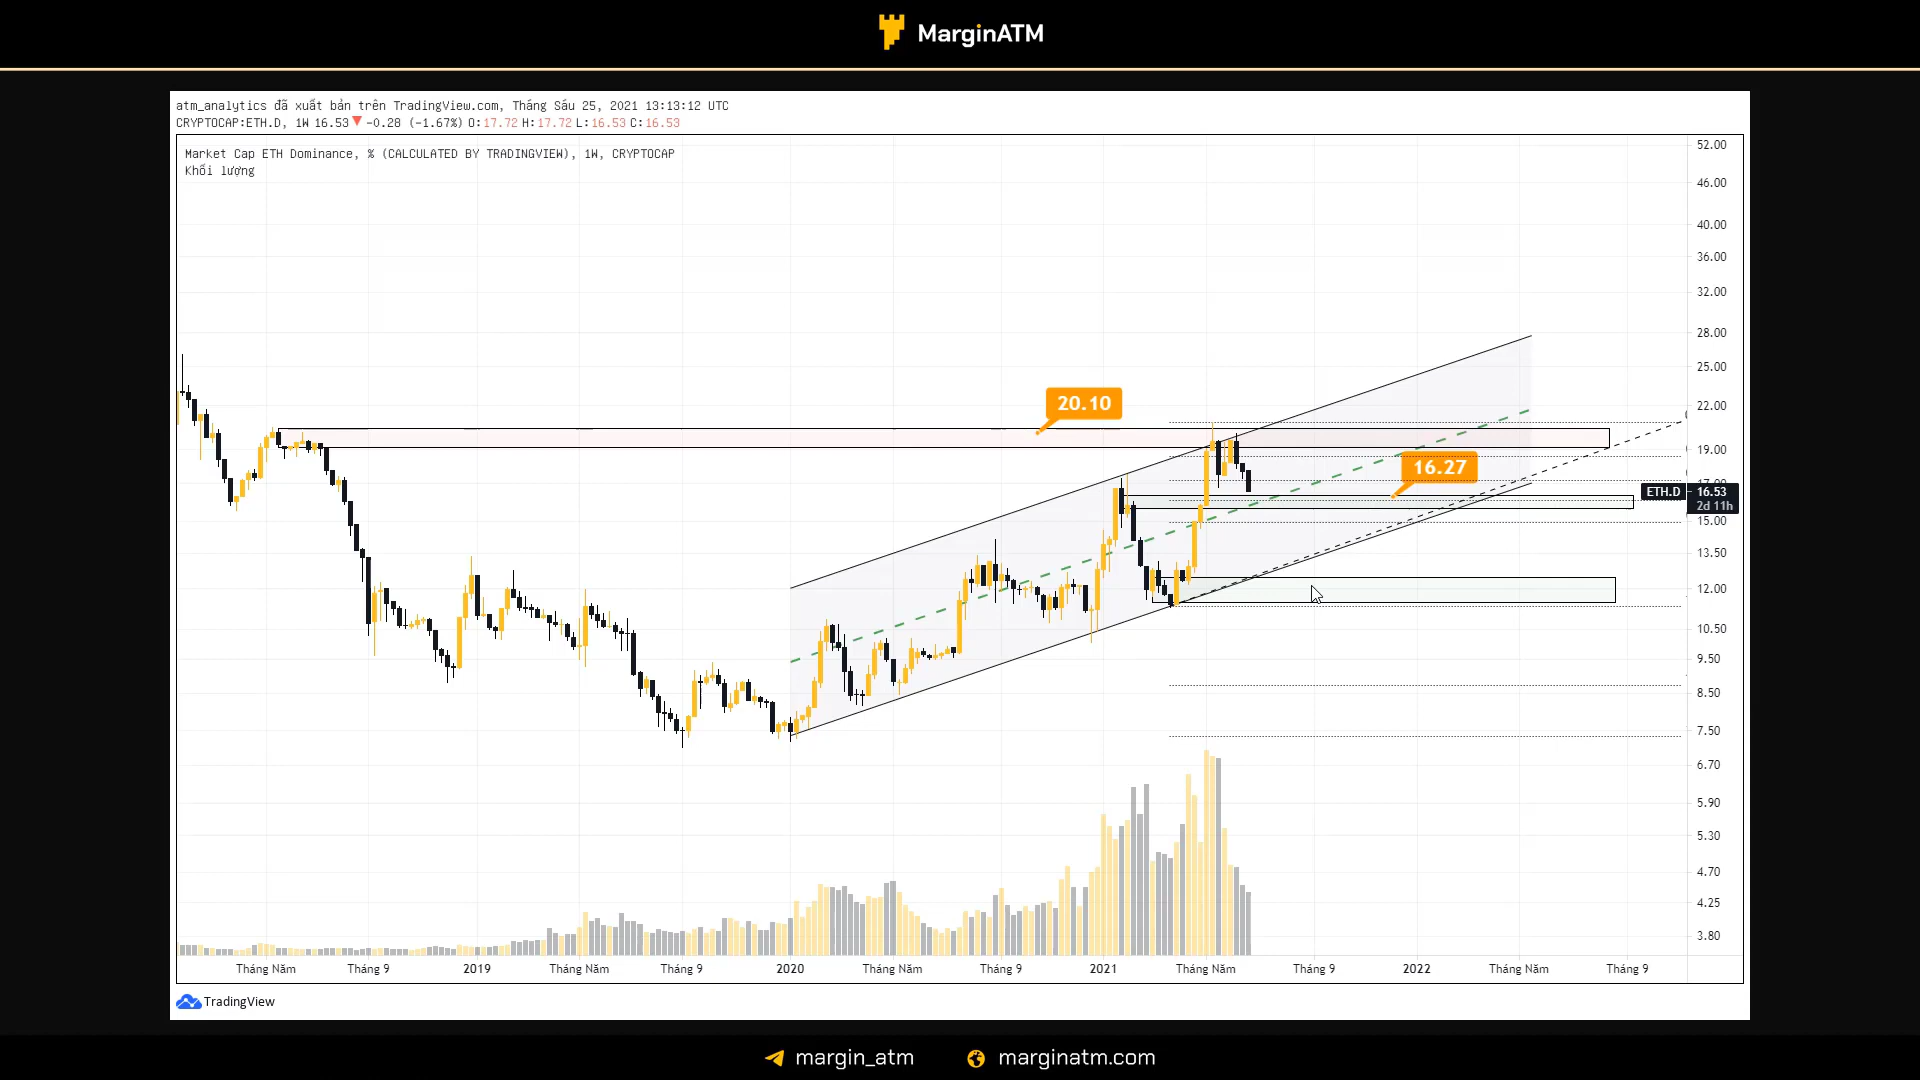 MarginATM
atm_analytics đã xuất bản trên TradingView.com, Tháng Sáu 25, 2021 13:13:12 UTC
CRYPTOCAP:ETH.D, 1W 16.53▼ −0.28 (−1.67%) O:17.72 H:17.72 L:16.53 C:16.53
Market Cap ETH Dominance, % (CALCULATED BY TRADINGVIEW), 1W, CRYPTOCAP
Khối lượng
52.00
46.00
40.00
36.00
32.00
28.00
25.00
22.00
20.10
19.00
16.27
ETH.D 16.53
2d 11h
15.00
13.50
12.00
10.50
9.50
8.50
7.50
6.70
5.90
5.30
4.70
4.25
3.80
Tháng Năm Tháng 9 2019 Tháng Năm Tháng 9 2020 Tháng Năm Tháng 9 2021 Tháng Năm Tháng 9 2022 Tháng Năm Tháng 9
TradingView
margin_atm marginatm.com